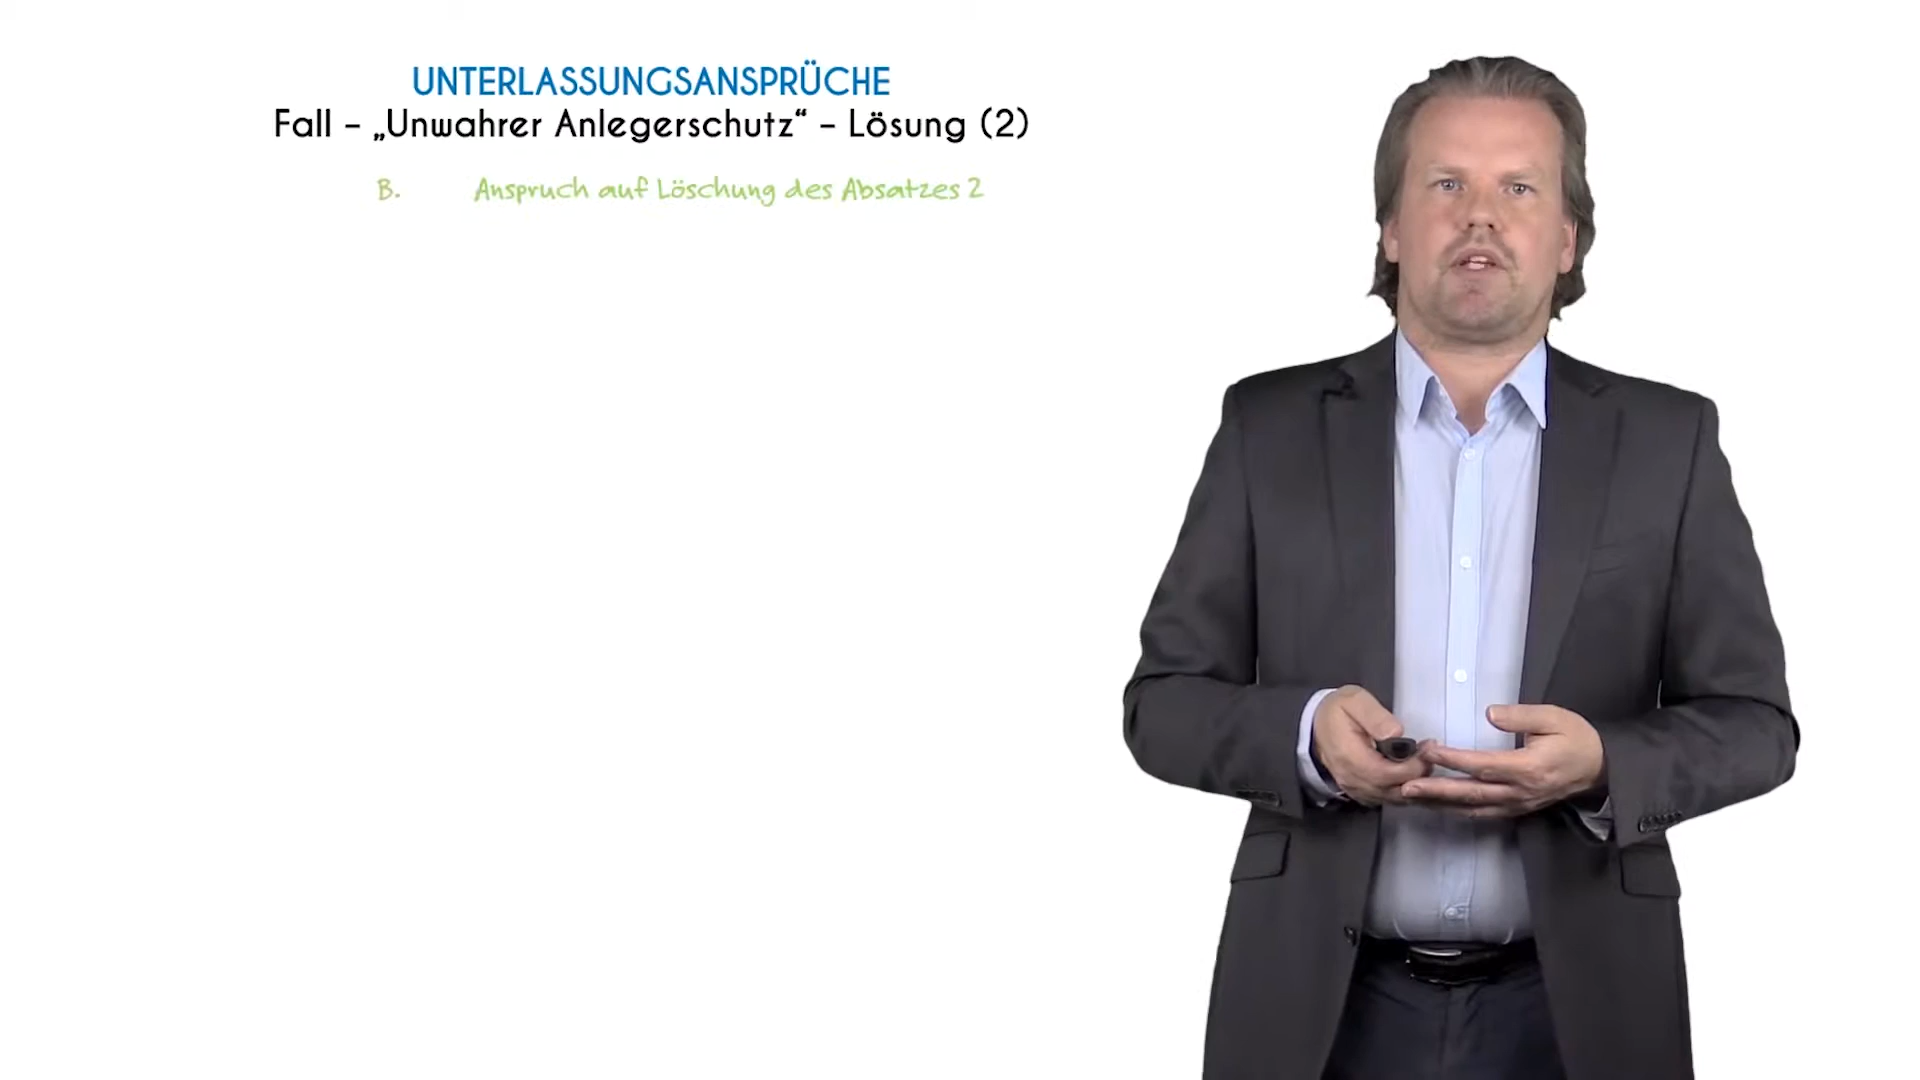 UNTERLASSUNGSANSPRÜCHE
Fall – „Unwahrer Anlegerschutz“ – Lösung (2)
B. Anspruch auf Löschung des Absatzes 2